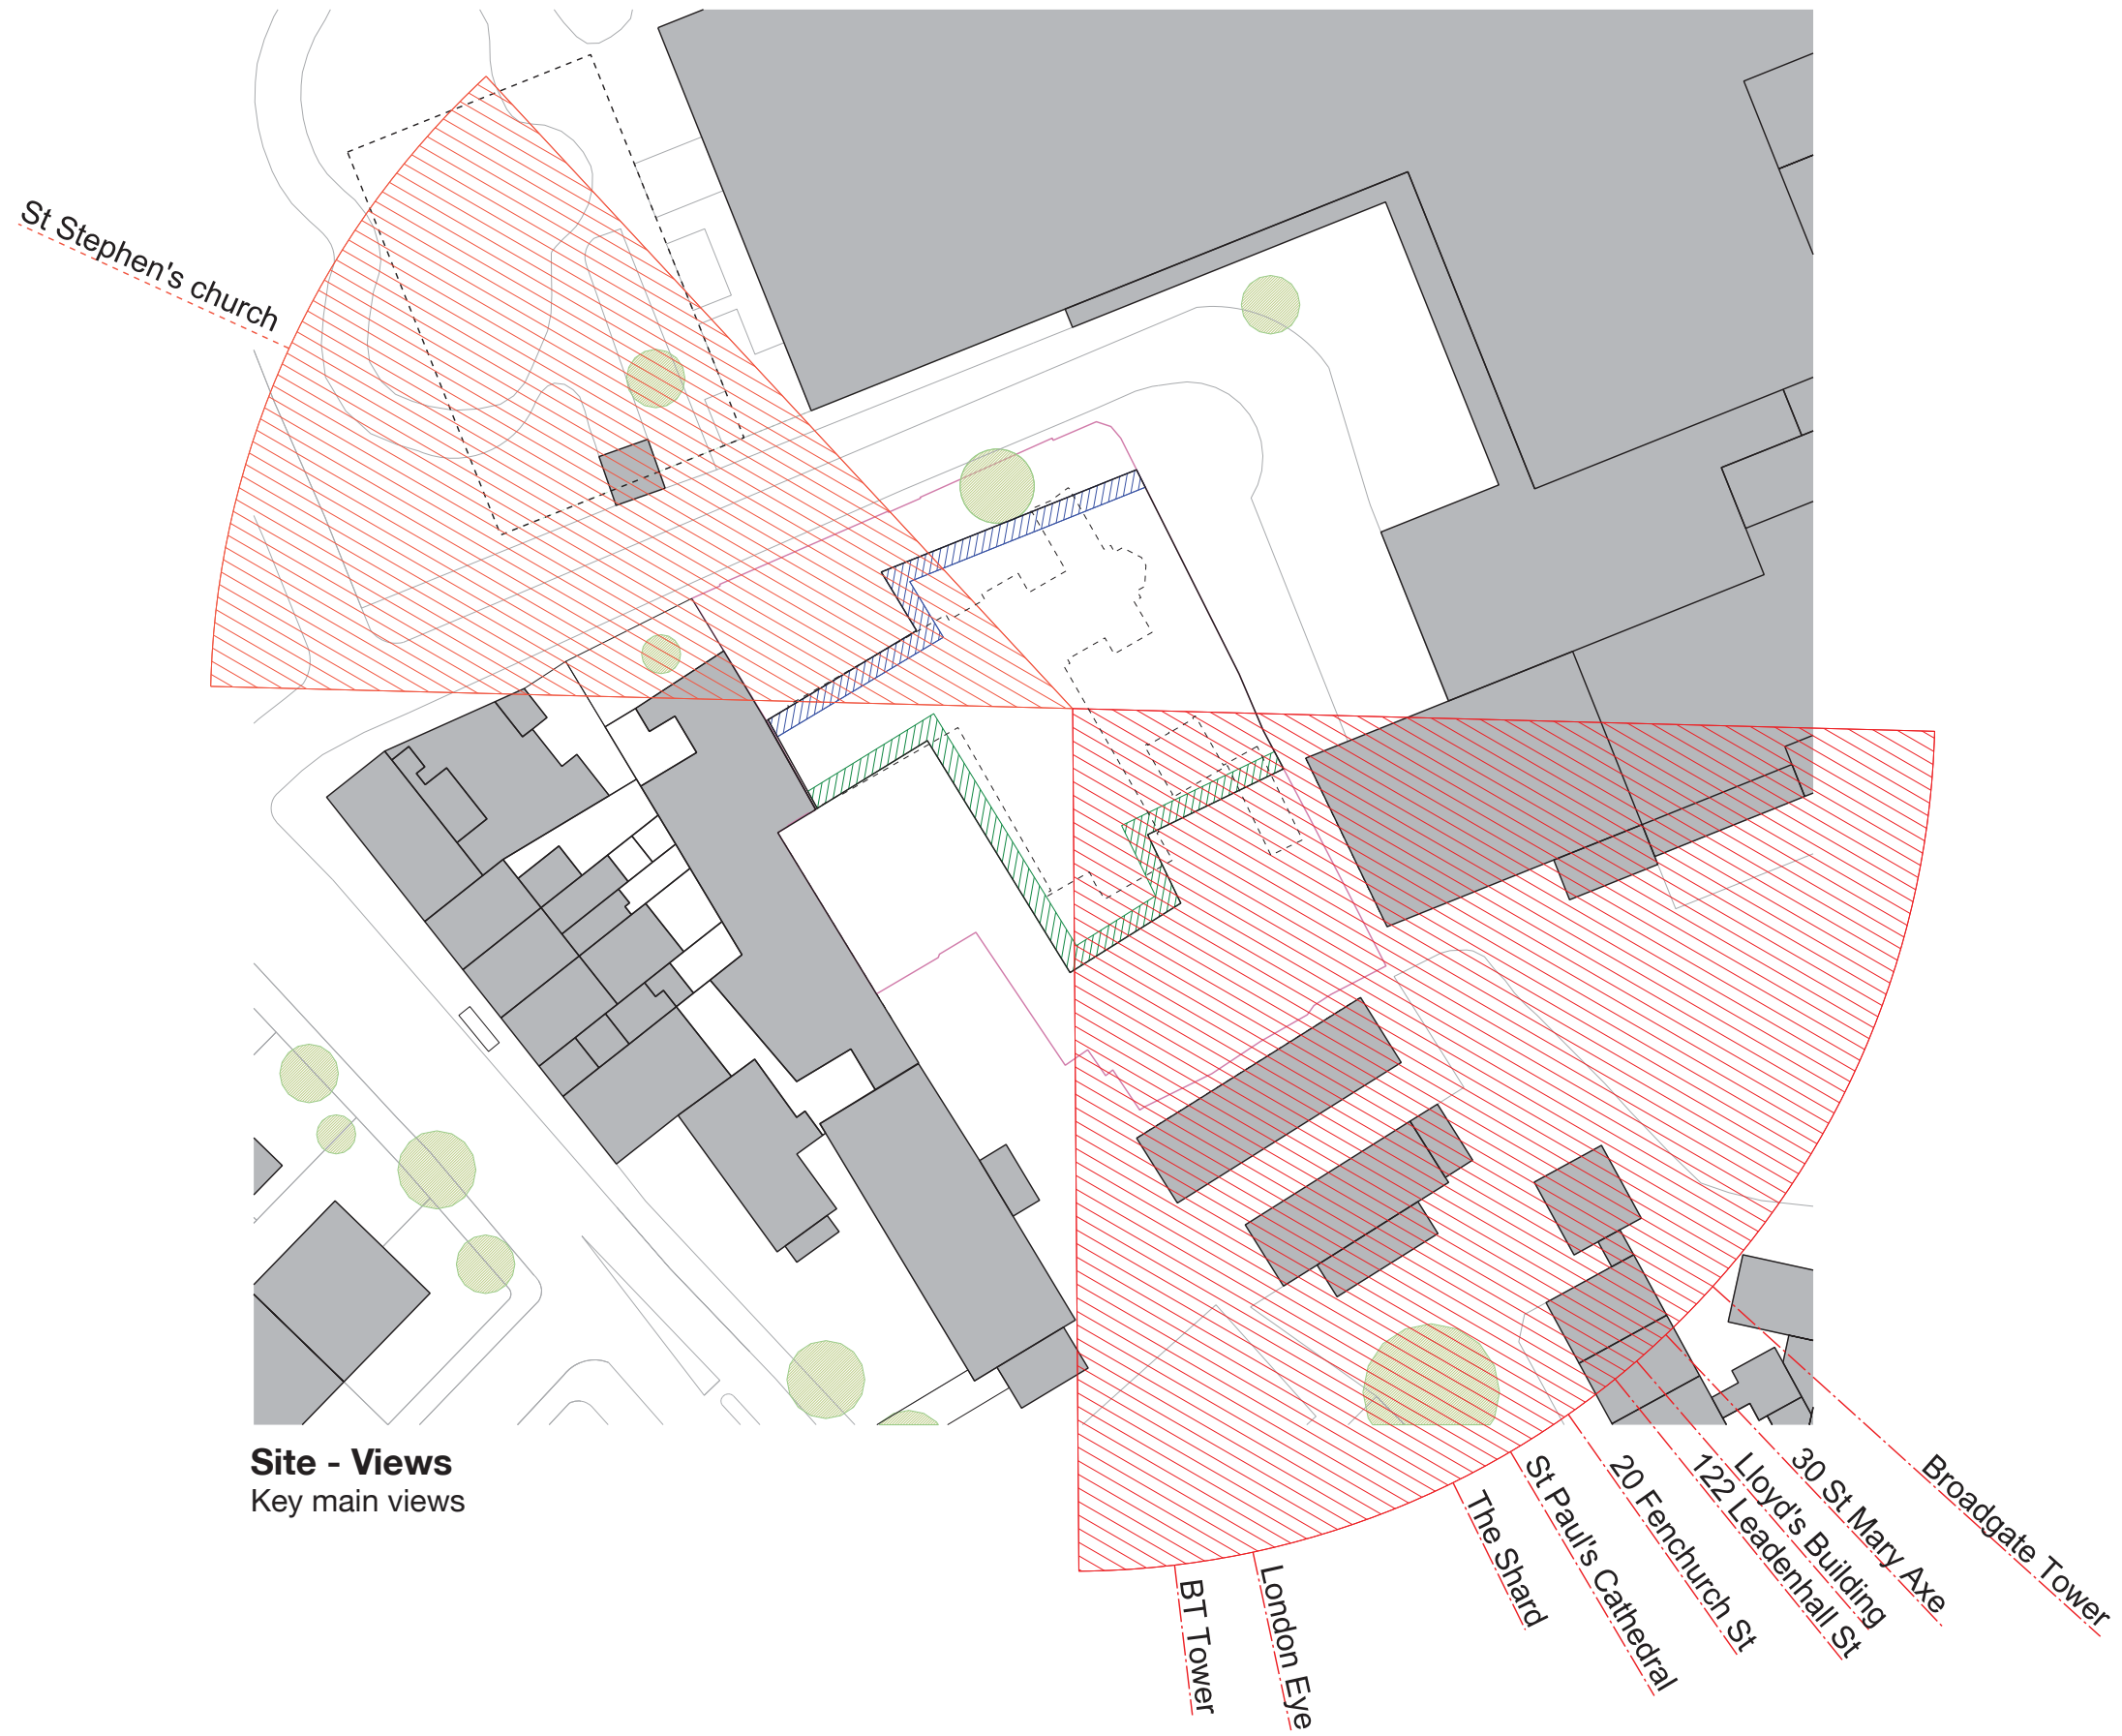 St Stephen's church
Site - Views
Key main views
BT Tower
London Eye
The Shard
St Paul's Cathedral
20 Fenchurch St
122 Leadenhall St
Lloyd's Building
30 St Mary Axe
Broadgate Tower